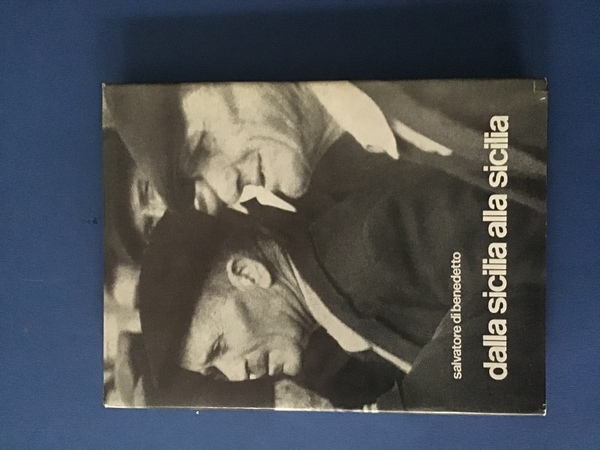 salvatore di benedetto
dalla sicilia alla sicilia